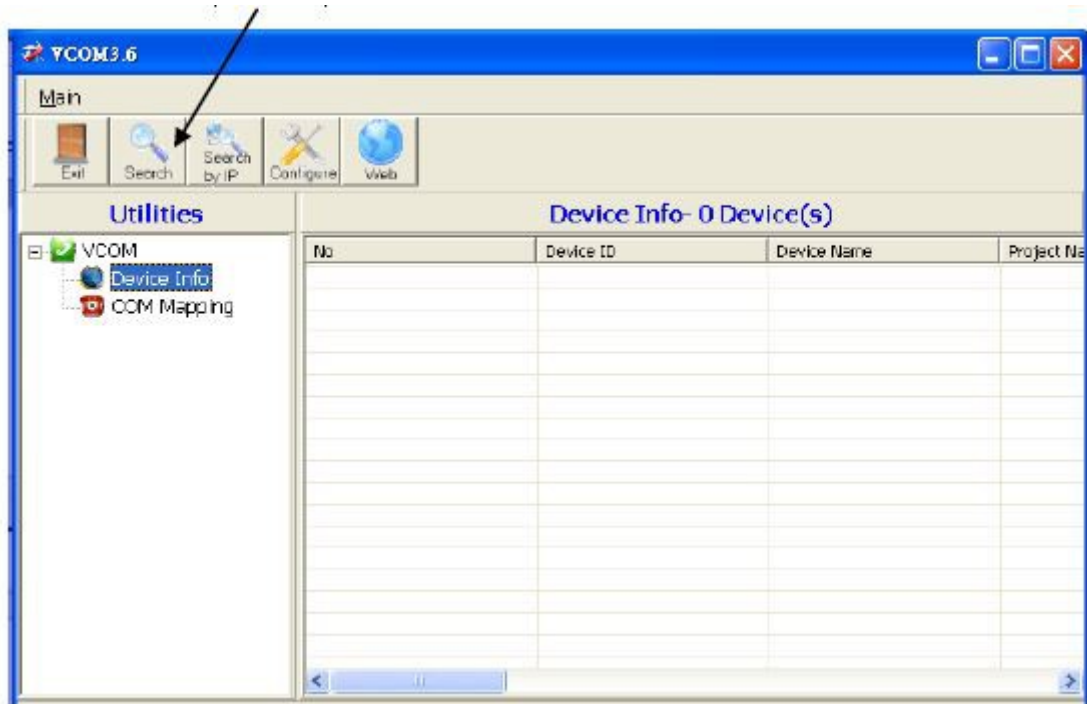 VCOM3.6
Main
Exit
Search
Search
by IP
Configure
Web
Utilities
Device Info- 0 Device(s)
VCOM
Device Info
COM Mapping
No
Device ID
Device Name
Project Na